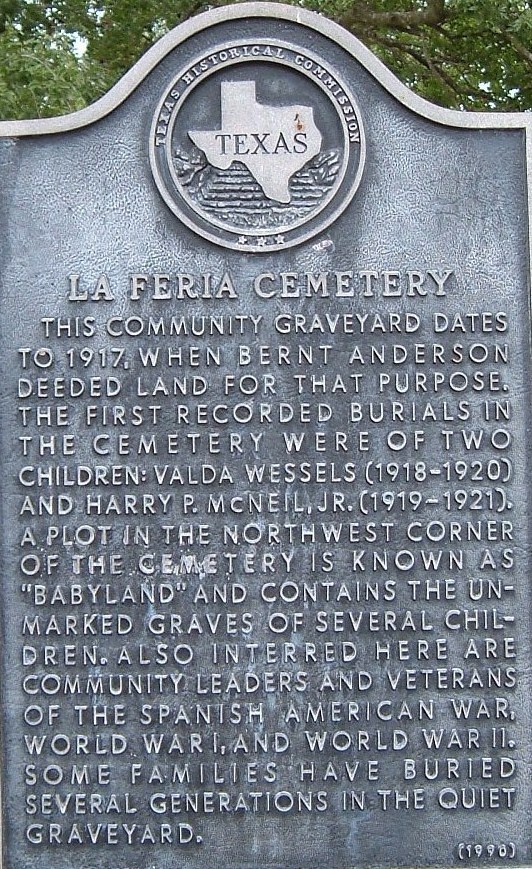 TEXAS HISTORICAL COMMISSION
TEXAS
LA FERIA CEMETERY
THIS COMMUNITY GRAVEYARD DATES
TO 1917, WHEN BERNT ANDERSON
DEEDED LAND FOR THAT PURPOSE.
THE FIRST RECORDED BURIALS IN
THE CEMETERY WERE OF TWO
CHILDREN: VALDA WESSELS (1918-1920)
AND HARRY P. MCNEIL, JR. (1919-1921).
A PLOT IN THE NORTHWEST CORNER
OF THE CEMETERY IS KNOWN AS
"BABYLAND" AND CONTAINS THE UN-
MARKED GRAVES OF SEVERAL CHIL-
DREN. ALSO INTERRED HERE ARE
COMMUNITY LEADERS AND VETERANS
OF THE SPANISH AMERICAN WAR,
WORLD WAR I, AND WORLD WAR II.
SOME FAMILIES HAVE BURIED
SEVERAL GENERATIONS IN THE QUIET
GRAVEYARD.
(1990)